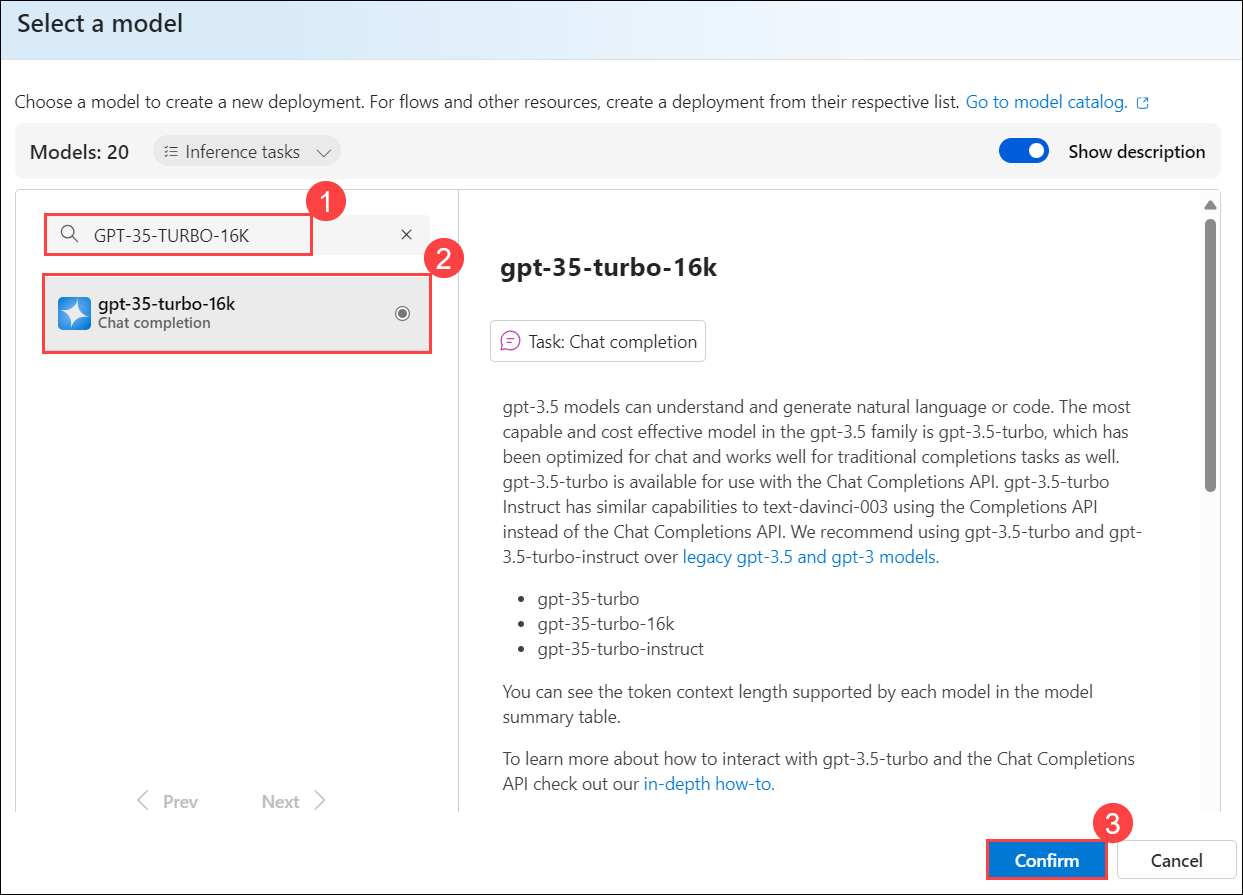 Select a model
Choose a model to create a new deployment. For flows and other resources, create a deployment from their respective list. Go to model catalog.
Models: 20 Inference tasks Show description
1
GPT-35-TURBO-16K
2
gpt-35-turbo-16k
Chat completion
gpt-35-turbo-16k
Task: Chat completion
gpt-3.5 models can understand and generate natural language or code. The most
capable and cost effective model in the gpt-3.5 family is gpt-3.5-turbo, which has
been optimized for chat and works well for traditional completions tasks as well.
gpt-3.5-turbo is available for use with the Chat Completions API. gpt-3.5-turbo
Instruct has similar capabilities to text-davinci-003 using the Completions API
instead of the Chat Completions API. We recommend using gpt-3.5-turbo and gpt-
3.5-turbo-instruct over legacy gpt-3.5 and gpt-3 models.
• gpt-35-turbo
• gpt-35-turbo-16k
• gpt-35-turbo-instruct
You can see the token context length supported by each model in the model
summary table.
To learn more about how to interact with gpt-3.5-turbo and the Chat Completions
API check out our in-depth how-to.
Prev Next
3
Confirm Cancel